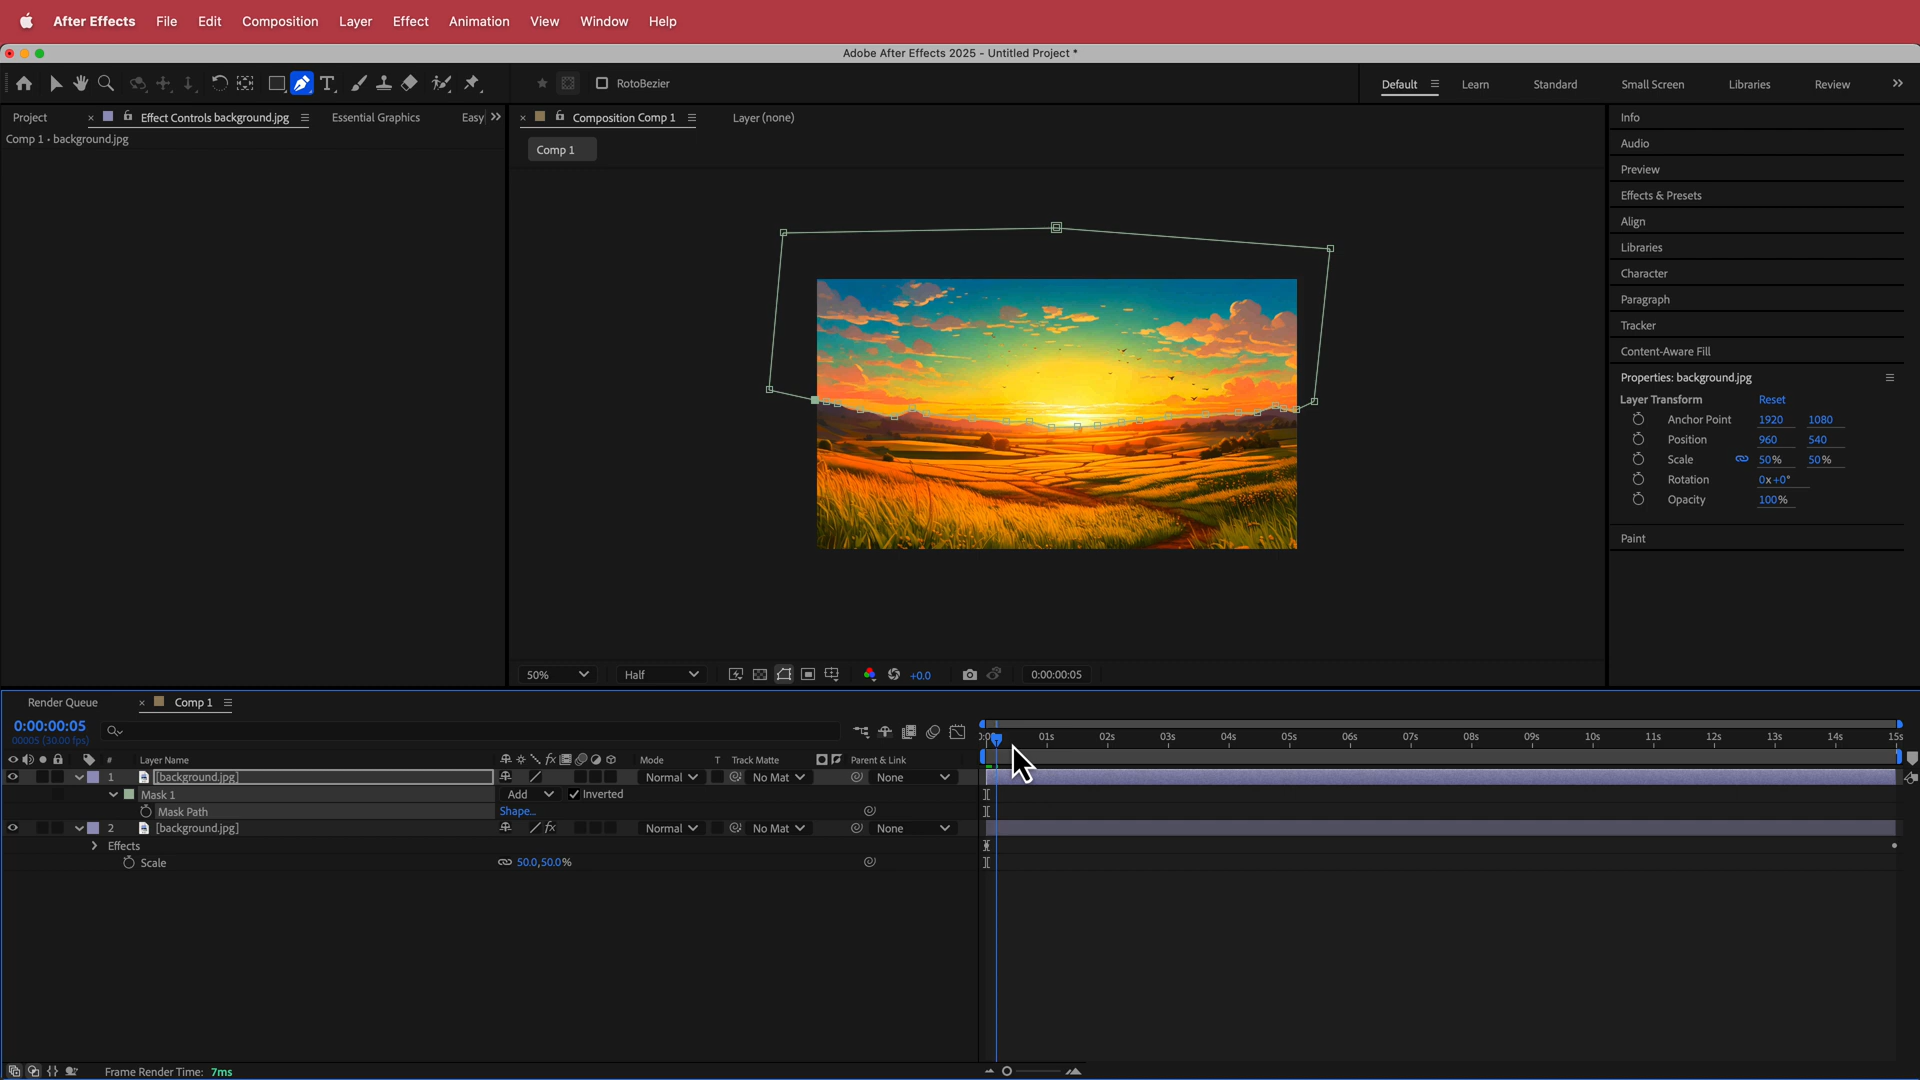 After Effects File Edit Composition Layer Effect Animation View Window Help
Adobe After Effects 2025 - Untitled Project *
RotoBezier
Default Learn Standard Small Screen Libraries Review
Project Effect Controls background.jpg Essential Graphics Easy
Comp 1 • background.jpg
Composition Comp 1 Layer (none)
Comp 1
Info
Audio
Preview
Effects & Presets
Align
Libraries
Character
Paragraph
Tracker
Content-Aware Fill
Properties: background.jpg
Layer Transform Reset
Anchor Point 1920 1080
Position 960 540
Scale 50% 50%
Rotation 0x+0°
Opacity 100%
Paint
50% Half +0.0 0:00:00:05
Render Queue Comp 1
0:00:00:05
00005 (30.00 fps)
01s 02s 03s 04s 05s 06s 07s 08s 09s 10s 11s 12s 13s 14s 15s
# Layer Name Mode T Track Matte Parent & Link
1 [background.jpg] Normal No Mat None
Mask 1 Add Inverted
Mask Path Shape...
2 [background.jpg] Normal No Mat None
Effects
Scale 50.0,50.0%
Frame Render Time: 7ms